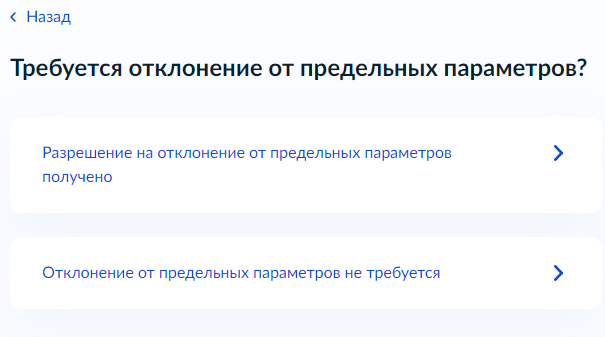 Назад
Требуется отклонение от предельных параметров?
Разрешение на отклонение от предельных параметров
получено
Отклонение от предельных параметров не требуется